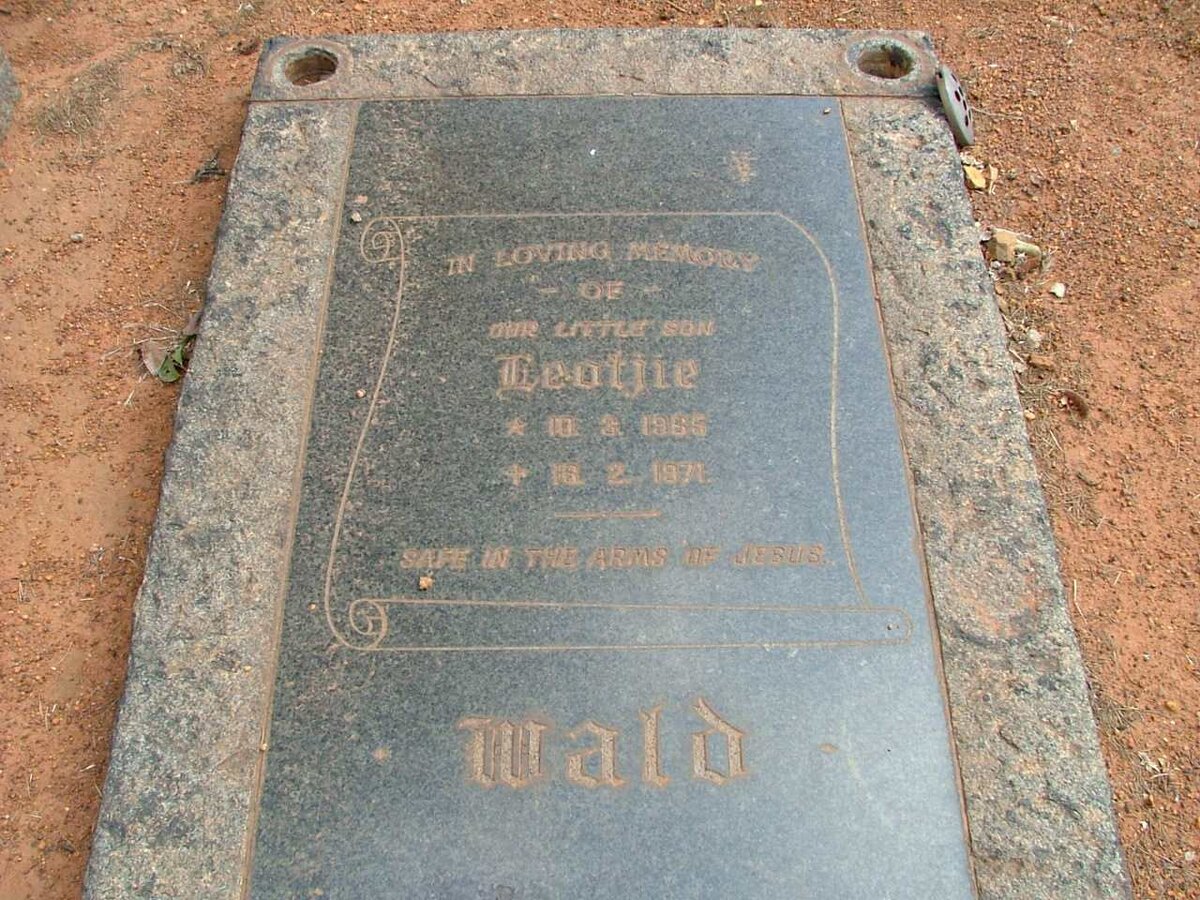 IN LOVING MEMORY
- OF -
OUR LITTLE SON
Leotjie
★ 10. 3. 1965
✝ 18. 2. 1971.
SAFE IN THE ARMS OF JESUS.
Wald